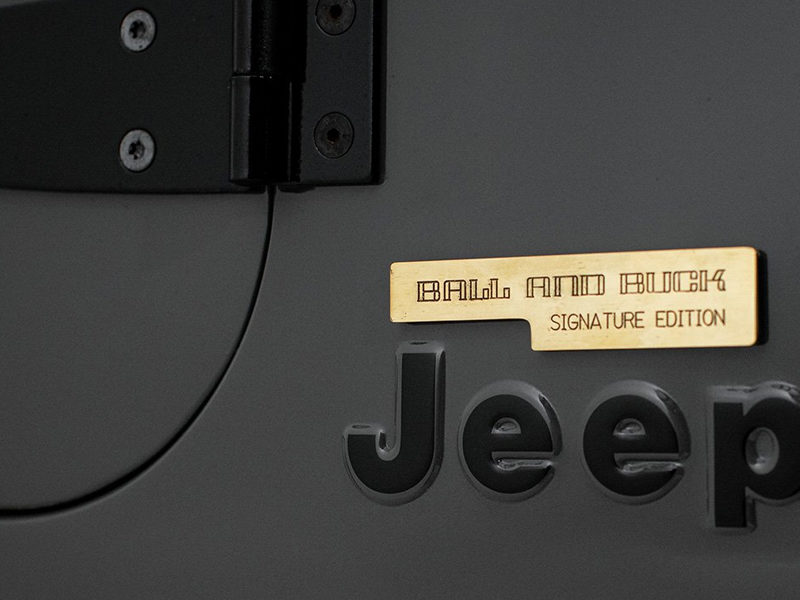 BALL AND BUCK
SIGNATURE EDITION
Jeep